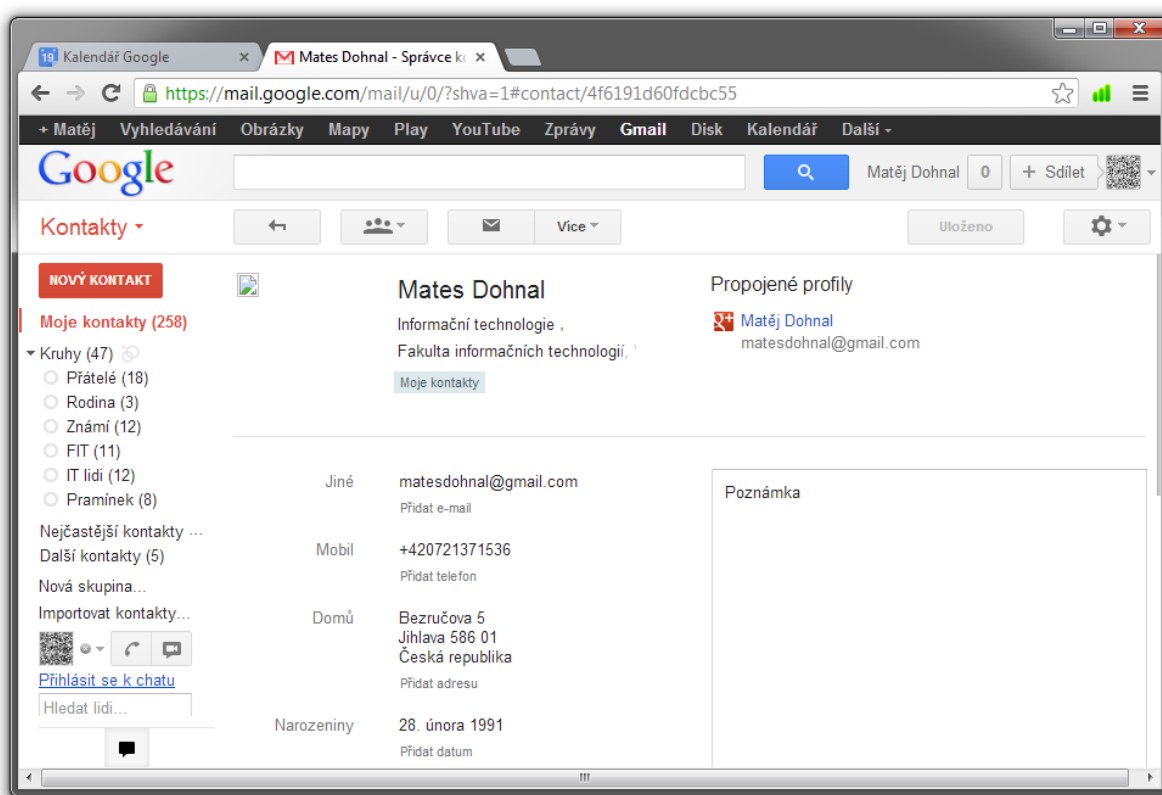 19 Kalendář Google × Mates Dohnal - Správce ko ×
https://mail.google.com/mail/u/0/?shva=1#contact/4f6191d60fdcbc55
+ Matěj Vyhledávání Obrázky Mapy Play YouTube Zprávy Gmail Disk Kalendář Další
Google Matěj Dohnal 0 + Sdílet
Kontakty Více Uloženo
NOVÝ KONTAKT
Moje kontakty (258)
Kruhy (47)
Přátelé (18)
Rodina (3)
Známí (12)
FIT (11)
IT lidi (12)
Pramínek (8)
Nejčastější kontakty ...
Další kontakty (5)
Nová skupina...
Importovat kontakty...
Přihlásit se k chatu
Hledat lidi...
Mates Dohnal
Informační technologie ,
Fakulta informačních technologií,
Moje kontakty
Propojené profily
Matěj Dohnal
matesdohnal@gmail.com
Jiné matesdohnal@gmail.com
Přidat e-mail
Mobil +420721371536
Přidat telefon
Domů Bezručova 5
Jihlava 586 01
Česká republika
Přidat adresu
Narozeniny 28. února 1991
Přidat datum
Poznámka